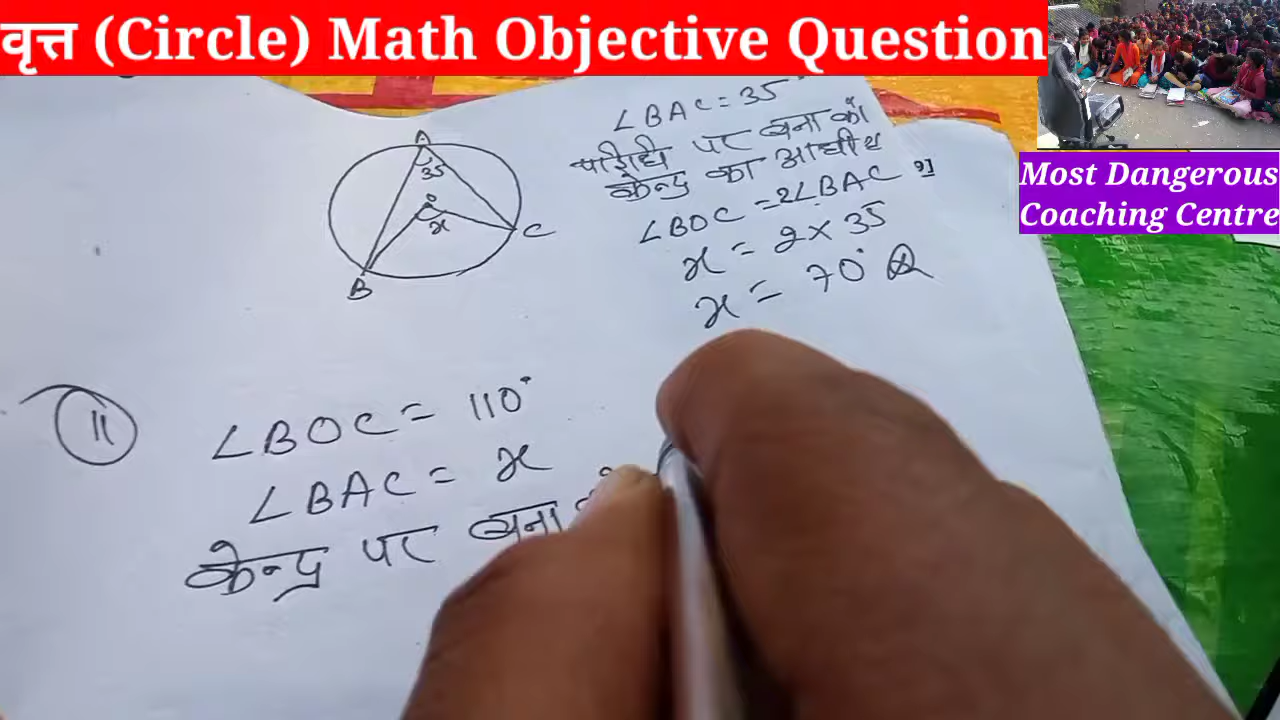 वृत्त (Circle) Math Objective Question
Most Dangerous
Coaching Centre
A
35
O
x
B
C
∠BAC = 35°
परिधि पर बना को
केन्द्र का आधा
∠BOC = 2∠BAC
x = 2 × 35
x = 70°
11
∠BOC = 110°
∠BAC = x
केन्द्र पर बना